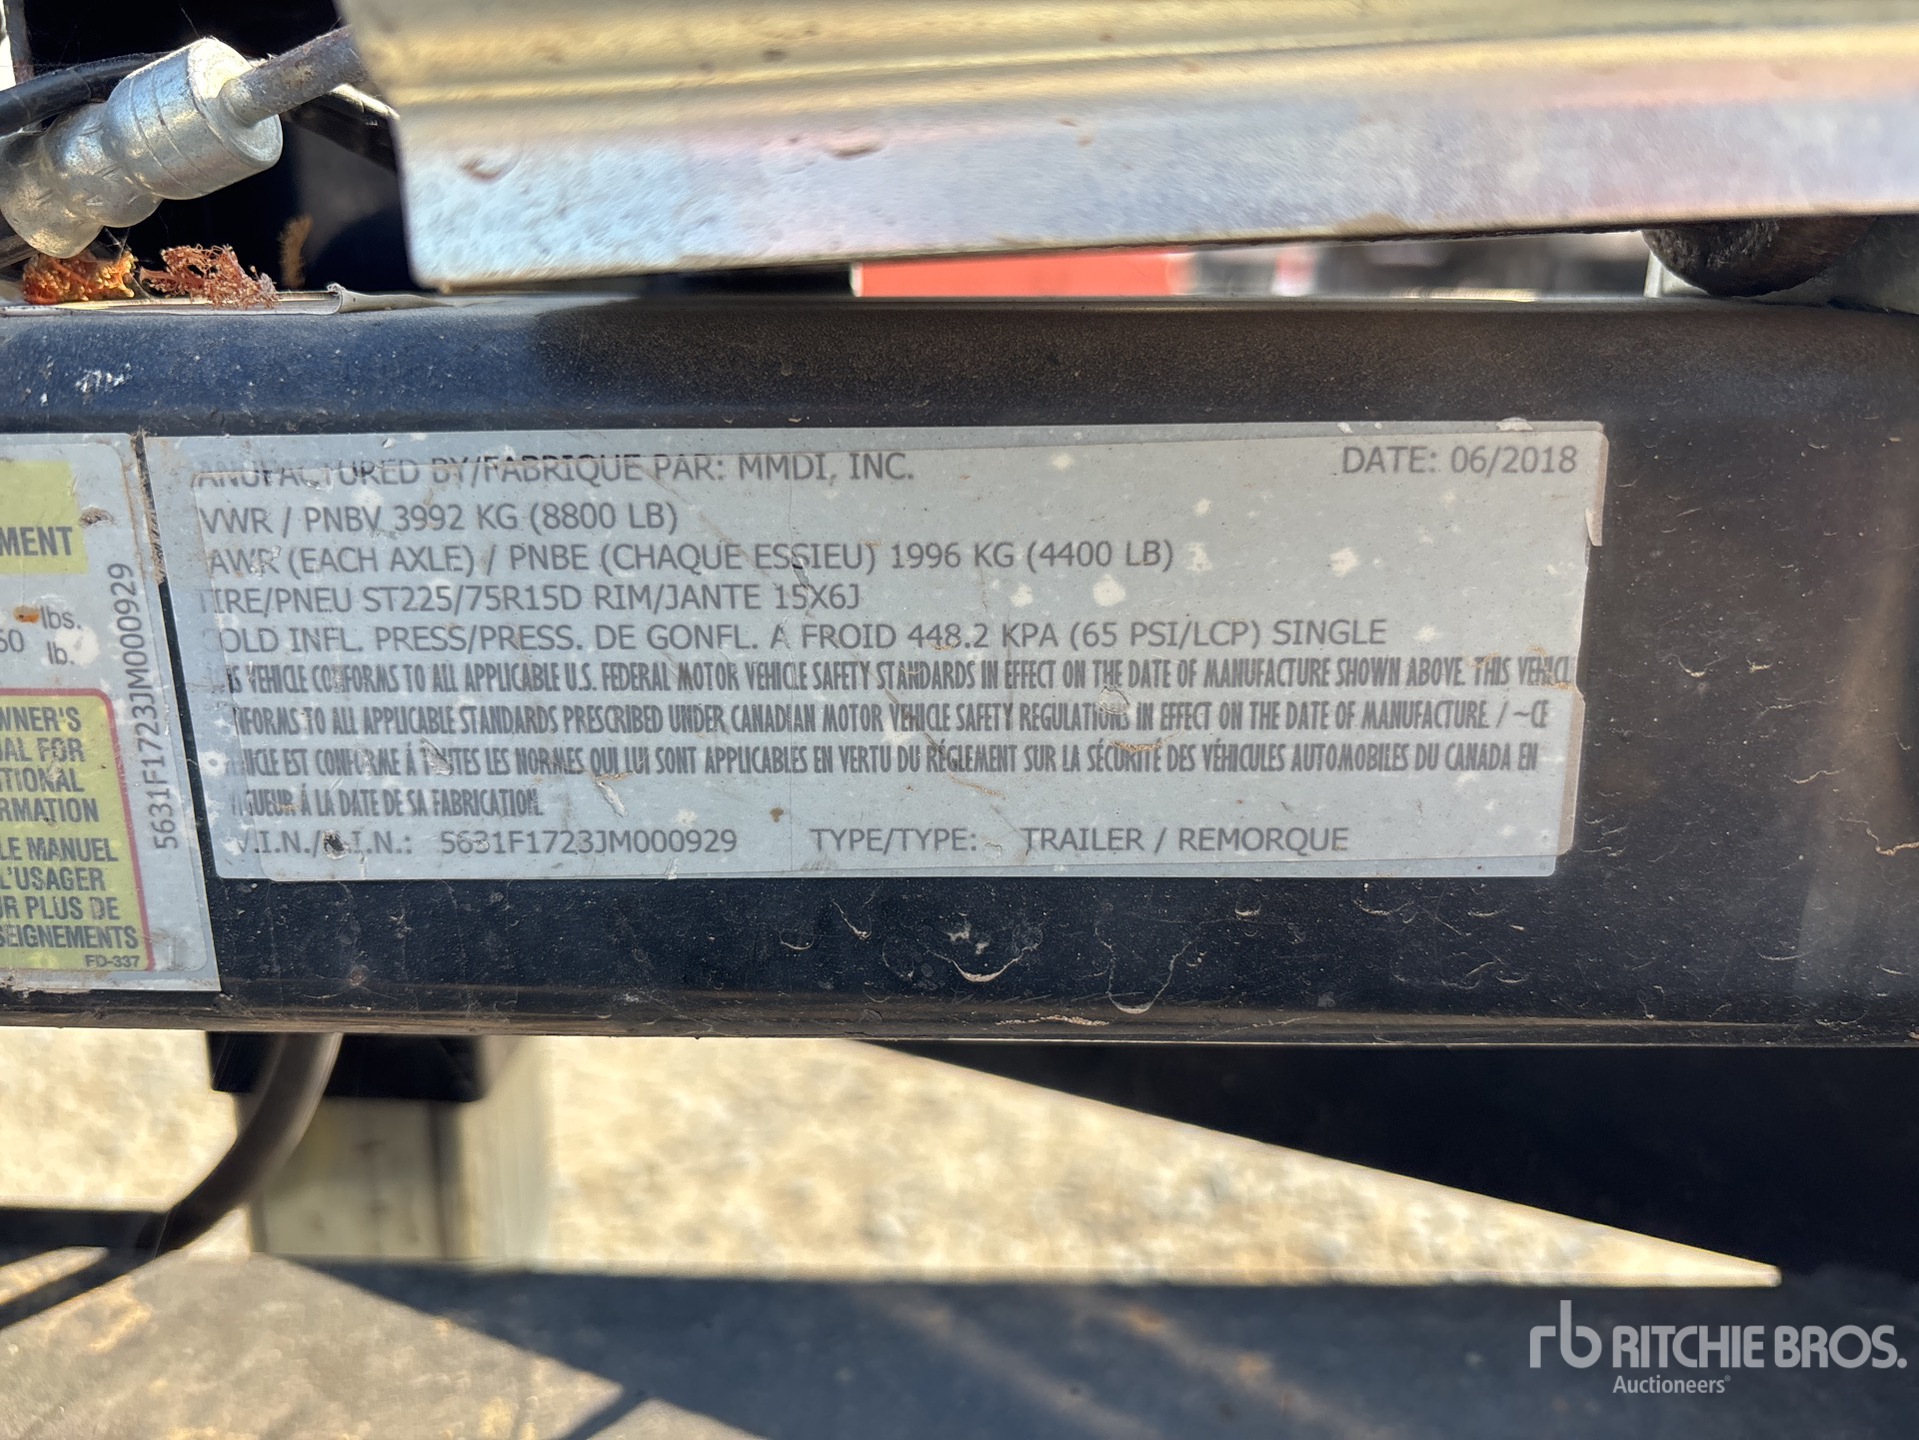 MENT
lbs.
60 lb.
WNER'S
AL FOR
TIONAL
RMATION
LE MANUEL
L'USAGER
R PLUS DE
SEIGNEMENTS
FD-337
5631F1723JM000929
ANUFACTURED BY/FABRIQUE PAR: MMDI, INC. DATE: 06/2018
VWR / PNBV 3992 KG (8800 LB)
AWR (EACH AXLE) / PNBE (CHAQUE ESSIEU) 1996 KG (4400 LB)
TIRE/PNEU ST225/75R15D RIM/JANTE 15X6J
OLD INFL. PRESS/PRESS. DE GONFL. A FROID 448.2 KPA (65 PSI/LCP) SINGLE
IS VEHICLE CONFORMS TO ALL APPLICABLE U.S. FEDERAL MOTOR VEHICLE SAFETY STANDARDS IN EFFECT ON THE DATE OF MANUFACTURE SHOWN ABOVE. THIS VEHICL
NFORMS TO ALL APPLICABLE STANDARDS PRESCRIBED UNDER CANADIAN MOTOR VEHICLE SAFETY REGULATIONS IN EFFECT ON THE DATE OF MANUFACTURE. / ~CE
HICLE EST CONFORME À TOUTES LES NORMES QUI LUI SONT APPLICABLES EN VERTU DU RÉGLEMENT SUR LA SÉCURITÉ DES VÉHICULES AUTOMOBILES DU CANADA EN
IGUEUR À LA DATE DE SA FABRICATION.
V.I.N./N.I.N.: 5631F1723JM000929 TYPE/TYPE: TRAILER / REMORQUE
rb RITCHIE BROS.
Auctioneers®